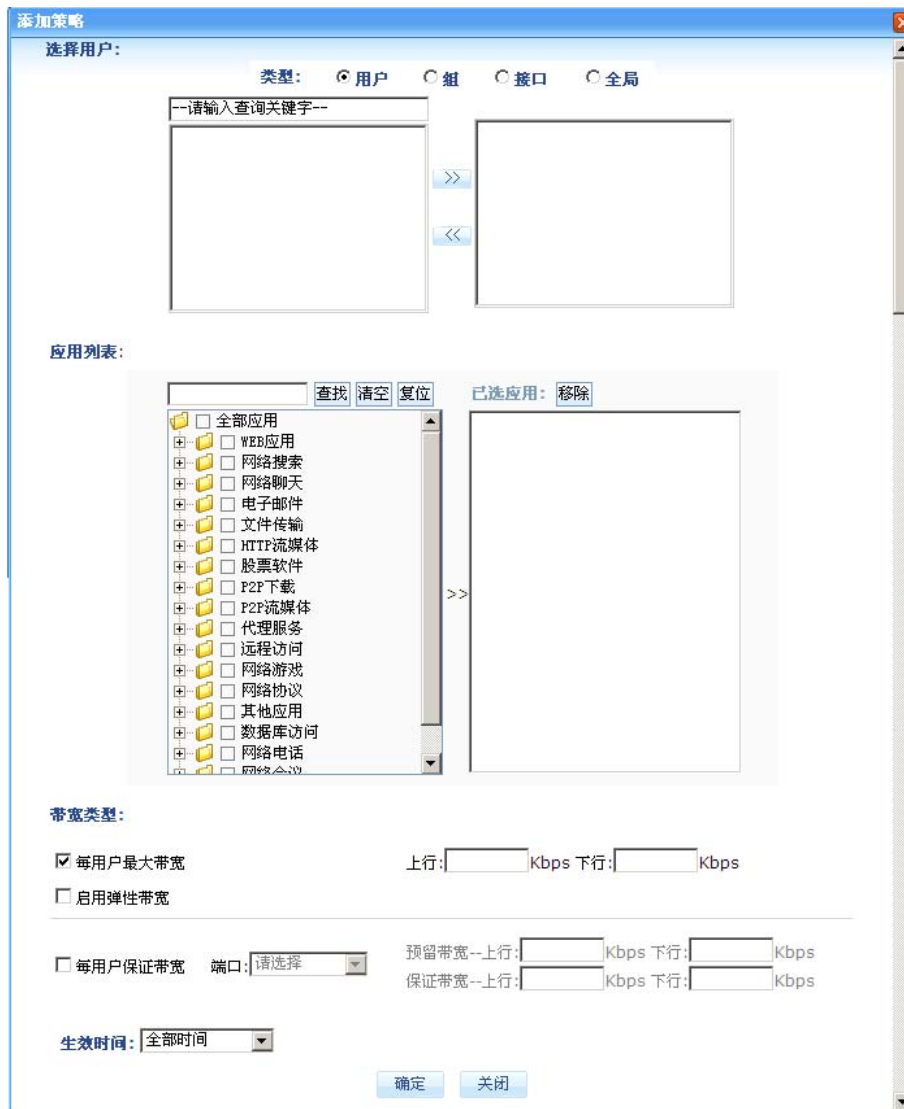 添加策略
选择用户:
类型: 用户 组 接口 全局
--请输入查询关键字--
>>
<<
应用列表:
查找 清空 复位 已选应用: 移除
全部应用
WEB应用
网络搜索
网络聊天
电子邮件
文件传输
HTTP流媒体
股票软件
P2P下载
>>
P2P流媒体
代理服务
远程访问
网络游戏
网络协议
其他应用
数据库访问
网络电话
网络会议
带宽类型:
每用户最大带宽 上行: Kbps 下行: Kbps
启用弹性带宽
每用户保证带宽 端口: 请选择
预留带宽--上行: Kbps 下行: Kbps
保证带宽--上行: Kbps 下行: Kbps
生效时间: 全部时间
确定 关闭